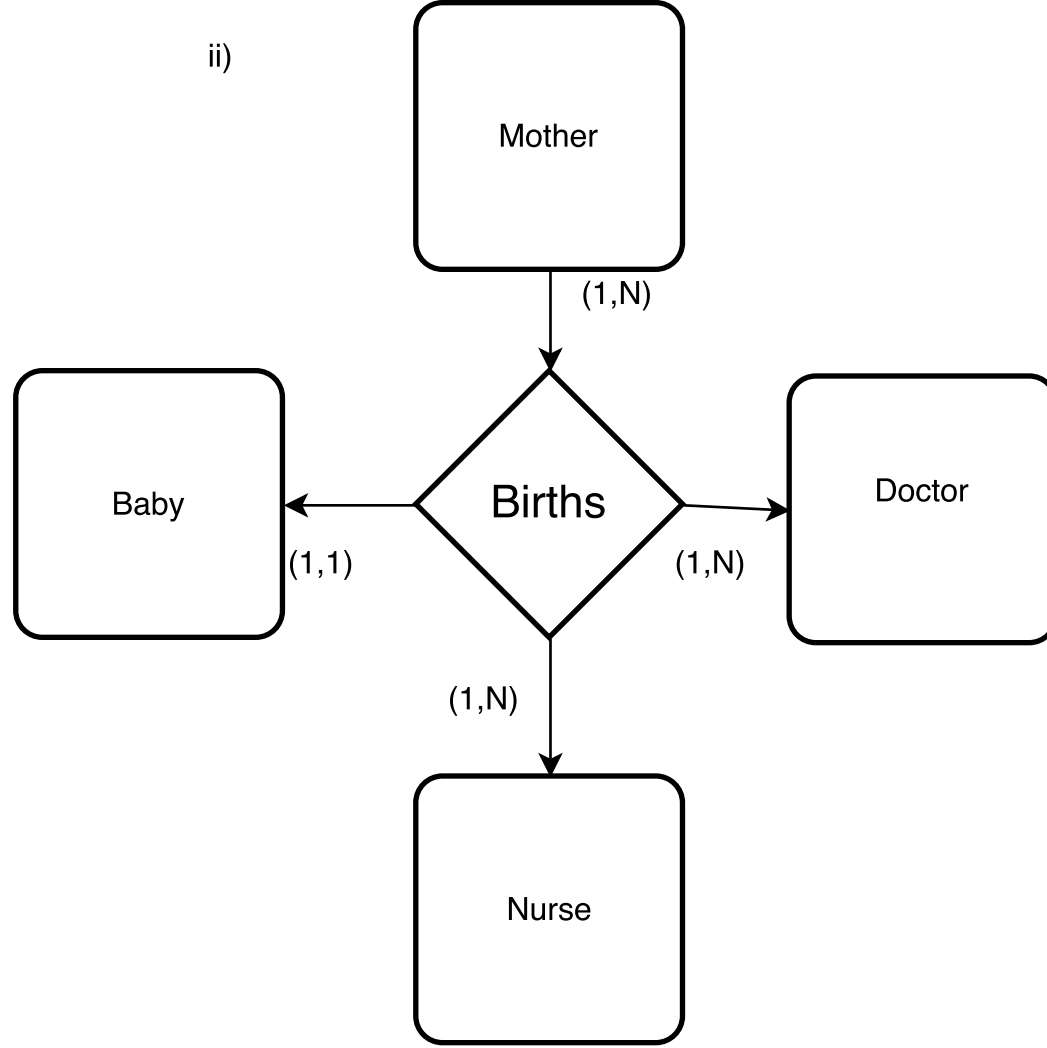 ii)
Mother
(1,N)
Baby
Births
Doctor
(1,1)
(1,N)
(1,N)
Nurse